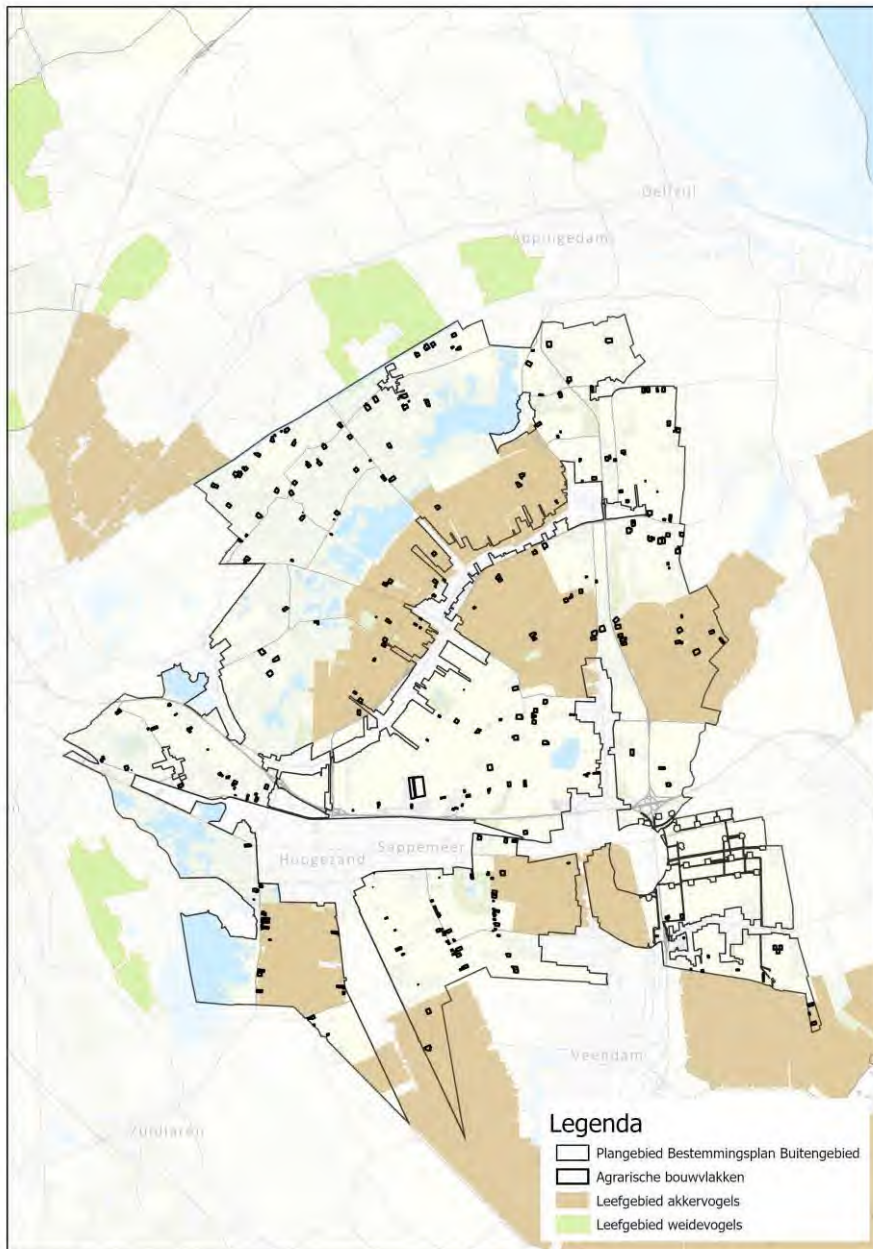 Delfzijl
Appingedam
Hoogezand
Sappemeer
Veendam
Zuidlaren
Legenda
Plangebied Bestemmingsplan Buitengebied
Agrarische bouwvlakken
Leefgebied akkervogels
Leefgebied weidevogels